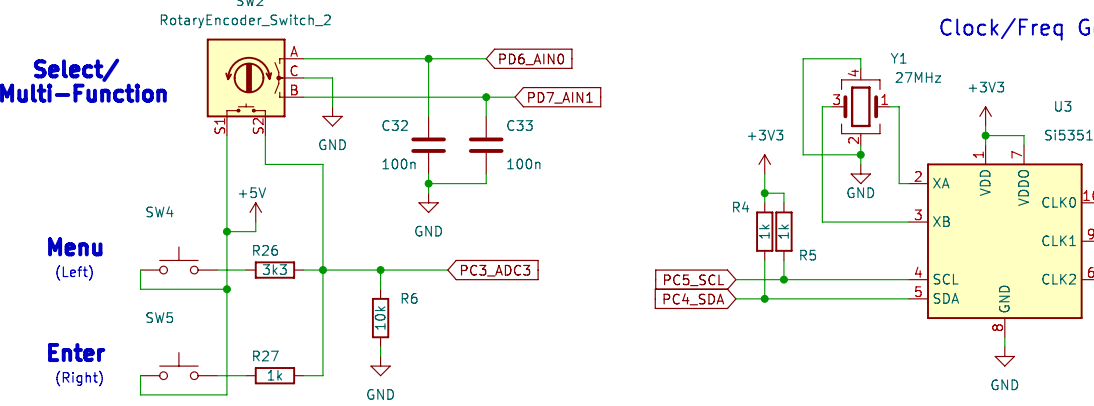 SW2
RotaryEncoder_Switch_2
Select/
Multi-Function
A
C
B
S1
S2
PD6_AIN0
PD7_AIN1
GND
C32
100n
C33
100n
GND
+5V
SW4
Menu
(Left)
R26
3k3
PC3_ADC3
SW5
Enter
(Right)
R27
1k
R6
10k
GND
Clock/Freq G
Y1
27MHz
4
3
1
2
GND
+3V3
+3V3
U3
Si5351
R4
1k
1k
R5
PC5_SCL
PC4_SDA
1
7
VDD
VDDO
2
XA
3
XB
4
SCL
5
SDA
CLK0
10
CLK1
9
CLK2
6
GND
8
GND